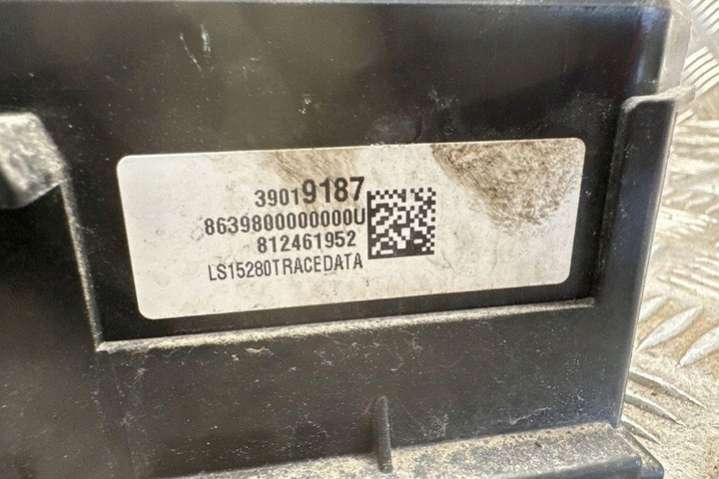 39019187
8639800000000U
812461952
LS15280TRACEDATA